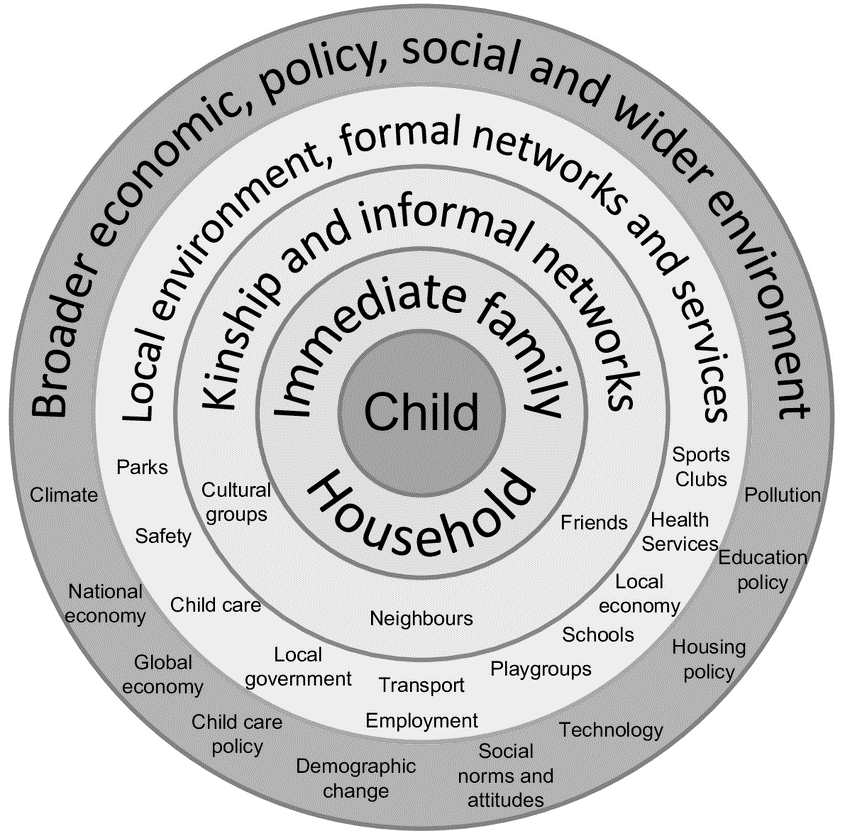 Broader economic, policy, social and wider enviroment
Local environment, formal networks and services
Kinship and informal networks
Immediate family
Child
Household
Parks
Sports
Clubs
Climate
Cultural
groups
Pollution
Safety
Friends
Health
Services
Education
policy
National
economy
Child care
Neighbours
Local
economy
Schools
Local
government
Transport
Playgroups
Housing
policy
Global
economy
Employment
Child care
policy
Technology
Demographic
change
Social
norms and
attitudes